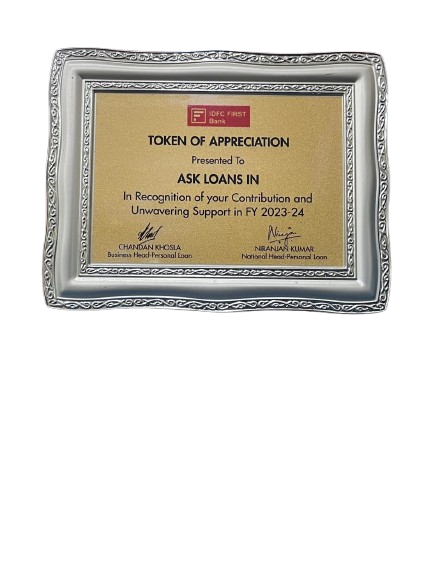 IDFC FIRST
Bank
TOKEN OF APPRECIATION
Presented To
ASK LOANS IN
In Recognition of your Contribution and
Unwavering Support in FY 2023-24
CHANDAN KHOSLA NIRANJAN KUMAR
Business Head-Personal Loan National Head-Personal Loan